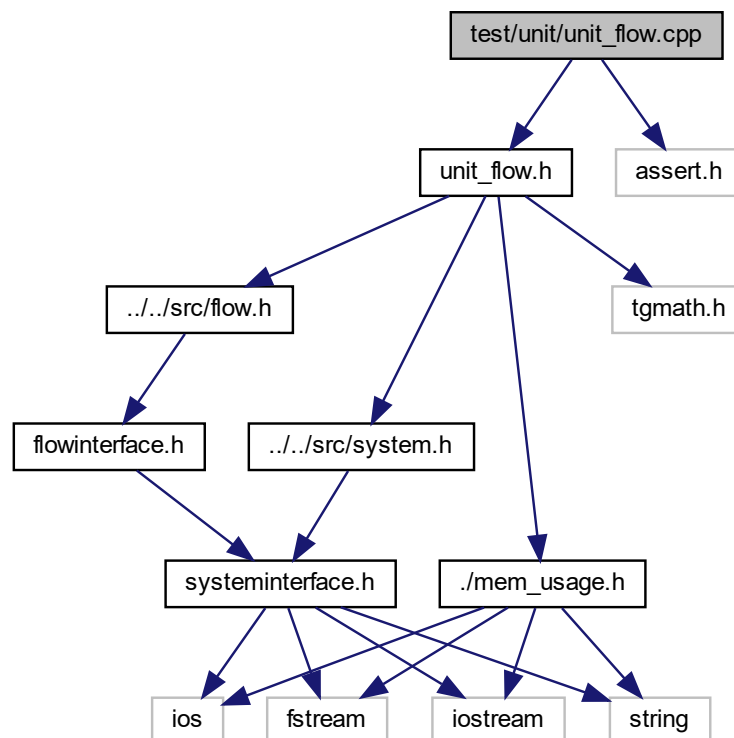 test/unit/unit_flow.cpp
unit_flow.h
assert.h
../../src/flow.h
tgmath.h
flowinterface.h
../../src/system.h
systeminterface.h
./mem_usage.h
ios
fstream
iostream
string